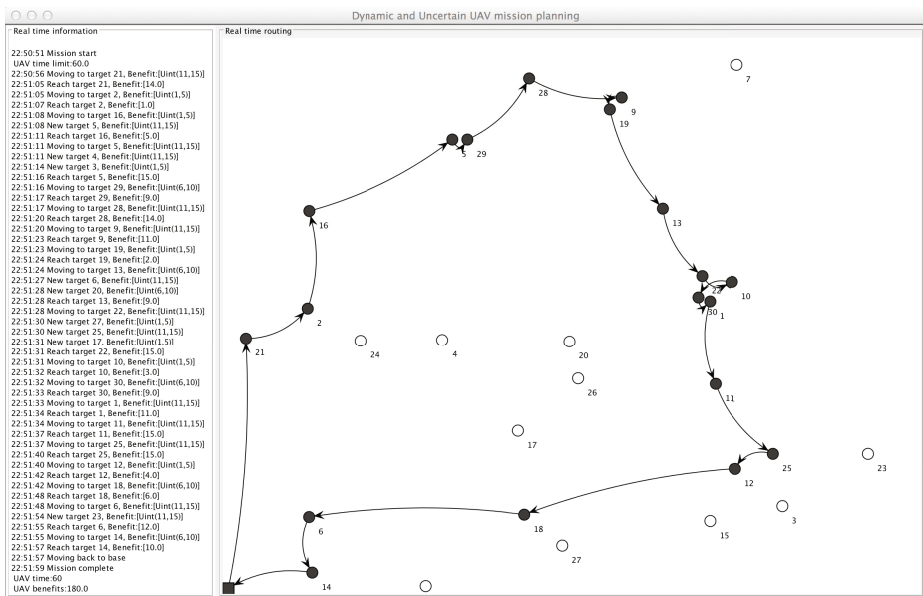 Dynamic and Uncertain UAV mission planning
Real time information
22:50:51 Mission start
UAV time limit:60.0
22:50:56 Moving to target 21, Benefit:[Uint(11,15)]
22:51:05 Reach target 21, Benefit:[14.0]
22:51:05 Moving to target 2, Benefit:[Uint(1,5)]
22:51:07 Reach target 2, Benefit:[1.0]
22:51:08 Moving to target 16, Benefit:[Uint(1,5)]
22:51:08 New target 5, Benefit:[Uint(11,15)]
22:51:11 Reach target 16, Benefit:[5.0]
22:51:11 Moving to target 5, Benefit:[Uint(11,15)]
22:51:11 New target 4, Benefit:[Uint(11,15)]
22:51:14 New target 3, Benefit:[Uint(1,5)]
22:51:16 Reach target 5, Benefit:[15.0]
22:51:16 Moving to target 29, Benefit:[Uint(6,10)]
22:51:17 Reach target 29, Benefit:[9.0]
22:51:17 Moving to target 28, Benefit:[Uint(11,15)]
22:51:20 Reach target 28, Benefit:[14.0]
22:51:20 Moving to target 9, Benefit:[Uint(11,15)]
22:51:23 Reach target 9, Benefit:[11.0]
22:51:23 Moving to target 19, Benefit:[Uint(1,5)]
22:51:24 Reach target 19, Benefit:[2.0]
22:51:24 Moving to target 13, Benefit:[Uint(6,10)]
22:51:27 New target 6, Benefit:[Uint(11,15)]
22:51:28 New target 20, Benefit:[Uint(6,10)]
22:51:28 Reach target 13, Benefit:[9.0]
22:51:28 Moving to target 22, Benefit:[Uint(11,15)]
22:51:30 New target 27, Benefit:[Uint(1,5)]
22:51:30 New target 25, Benefit:[Uint(11,15)]
22:51:31 New target 17, Benefit:[Uint(1,5)]
22:51:31 Reach target 22, Benefit:[15.0]
22:51:31 Moving to target 10, Benefit:[Uint(1,5)]
22:51:32 Reach target 10, Benefit:[3.0]
22:51:32 Moving to target 30, Benefit:[Uint(6,10)]
22:51:33 Reach target 30, Benefit:[9.0]
22:51:33 Moving to target 1, Benefit:[Uint(11,15)]
22:51:34 Reach target 1, Benefit:[11.0]
22:51:34 Moving to target 11, Benefit:[Uint(11,15)]
22:51:37 Reach target 11, Benefit:[15.0]
22:51:37 Moving to target 25, Benefit:[Uint(11,15)]
22:51:40 Reach target 25, Benefit:[15.0]
22:51:40 Moving to target 12, Benefit:[Uint(1,5)]
22:51:42 Reach target 12, Benefit:[4.0]
22:51:42 Moving to target 18, Benefit:[Uint(6,10)]
22:51:48 Reach target 18, Benefit:[6.0]
22:51:48 Moving to target 6, Benefit:[Uint(11,15)]
22:51:54 New target 23, Benefit:[Uint(11,15)]
22:51:55 Reach target 6, Benefit:[12.0]
22:51:55 Moving to target 14, Benefit:[Uint(6,10)]
22:51:57 Reach target 14, Benefit:[10.0]
22:51:57 Moving back to base
22:51:59 Mission complete
UAV time:60
UAV benefits:180.0
Real time routing
7
28
9
19
5
29
16
13
22
10
30
1
2
21
24
4
20
26
11
17
25
23
12
3
18
15
6
27
14